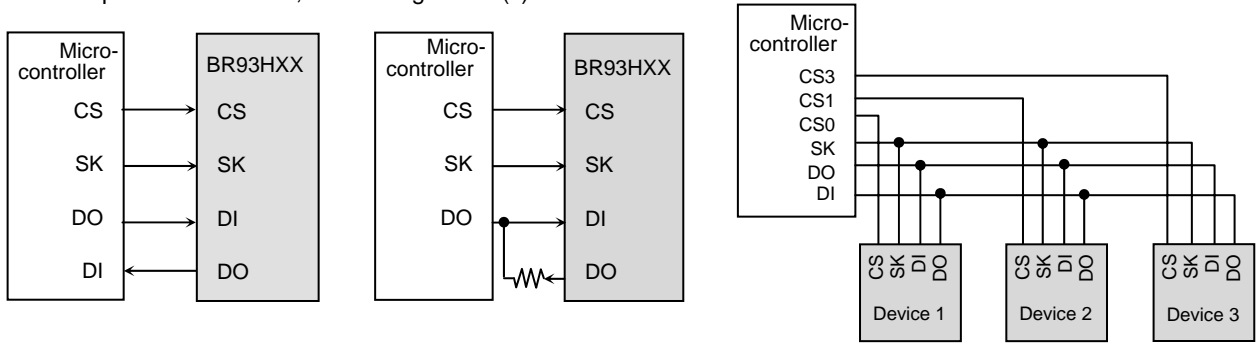 Micro-
controller
CS
SK
DO
DI
BR93HXX
CS
SK
DI
DO
Micro-
controller
CS
SK
DO
BR93HXX
CS
SK
DI
DO
Micro-
controller
CS3
CS1
CS0
SK
DO
DI
CS
SK
DI
DO
Device 1
CS
SK
DI
DO
Device 2
CS
SK
DI
DO
Device 3